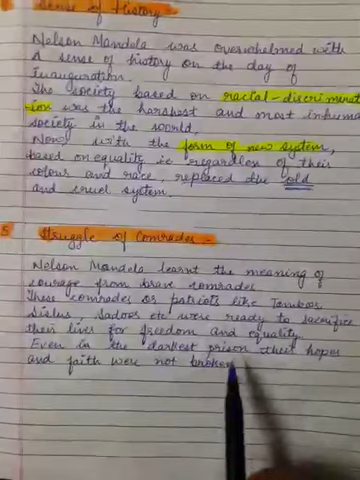 Sense of History
Nelson Mandela was overwhelmed with
A sense of history on the day of
Inauguration.
The society based on racial-discriminat
-ion was the harshest and most inhuma
society in the world.
Now with the form of new system,
based on equality ie regardless of their
colour and race, replaced the old
and cruel system.
5 Struggle of Comrades -
Nelson Mandela learnt the meaning of
courage from brave comrades
These comrades or patriots like Tambos,
Sislus, Sadoos etc were ready to sacrifice
their lives for freedom and equality.
Even in the darkest prison their hopes
and faith were not broken